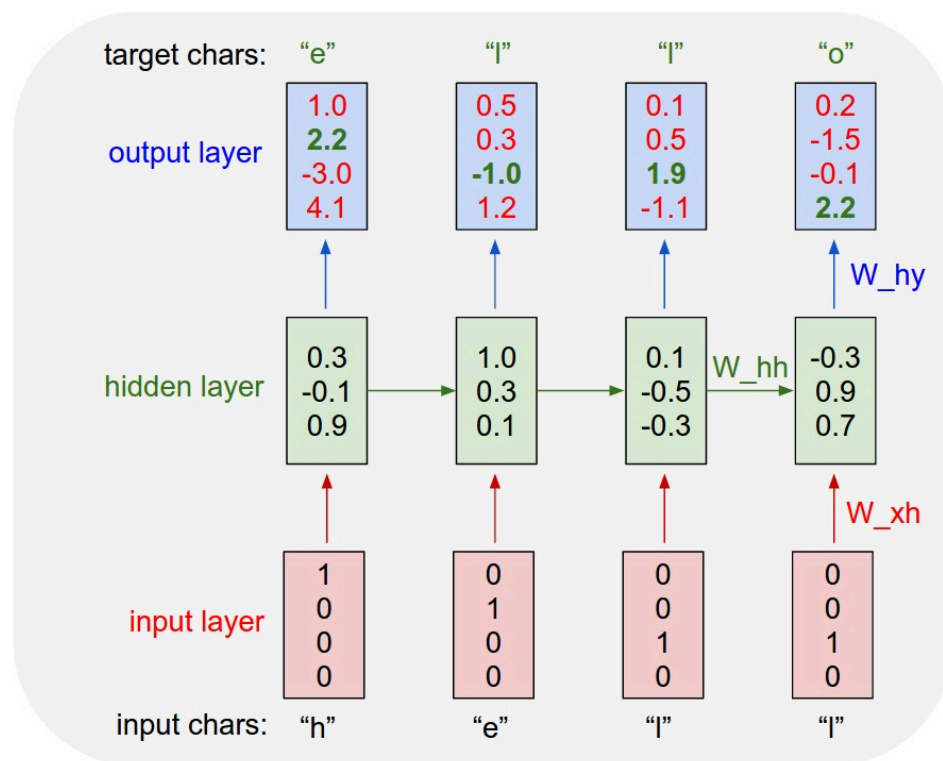 target chars: “e” “l” “l” “o”
1.0 0.5 0.1 0.2
2.2 0.3 0.5 -1.5
output layer
-3.0 -1.0 1.9 -0.1
4.1 1.2 -1.1 2.2
W_hy
0.3 1.0 0.1 -0.3
W_hh
hidden layer -0.1 0.3 -0.5 0.9
0.9 0.1 -0.3 0.7
W_xh
1 0 0 0
0 1 0 0
input layer
0 0 1 1
0 0 0 0
input chars: “h” “e” “l” “l”